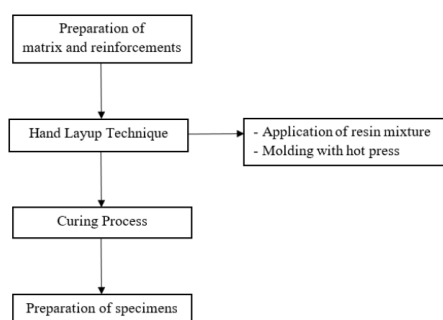 Preparation of
matrix and reinforcements
Hand Layup Technique
- Application of resin mixture
- Molding with hot press
Curing Process
Preparation of specimens